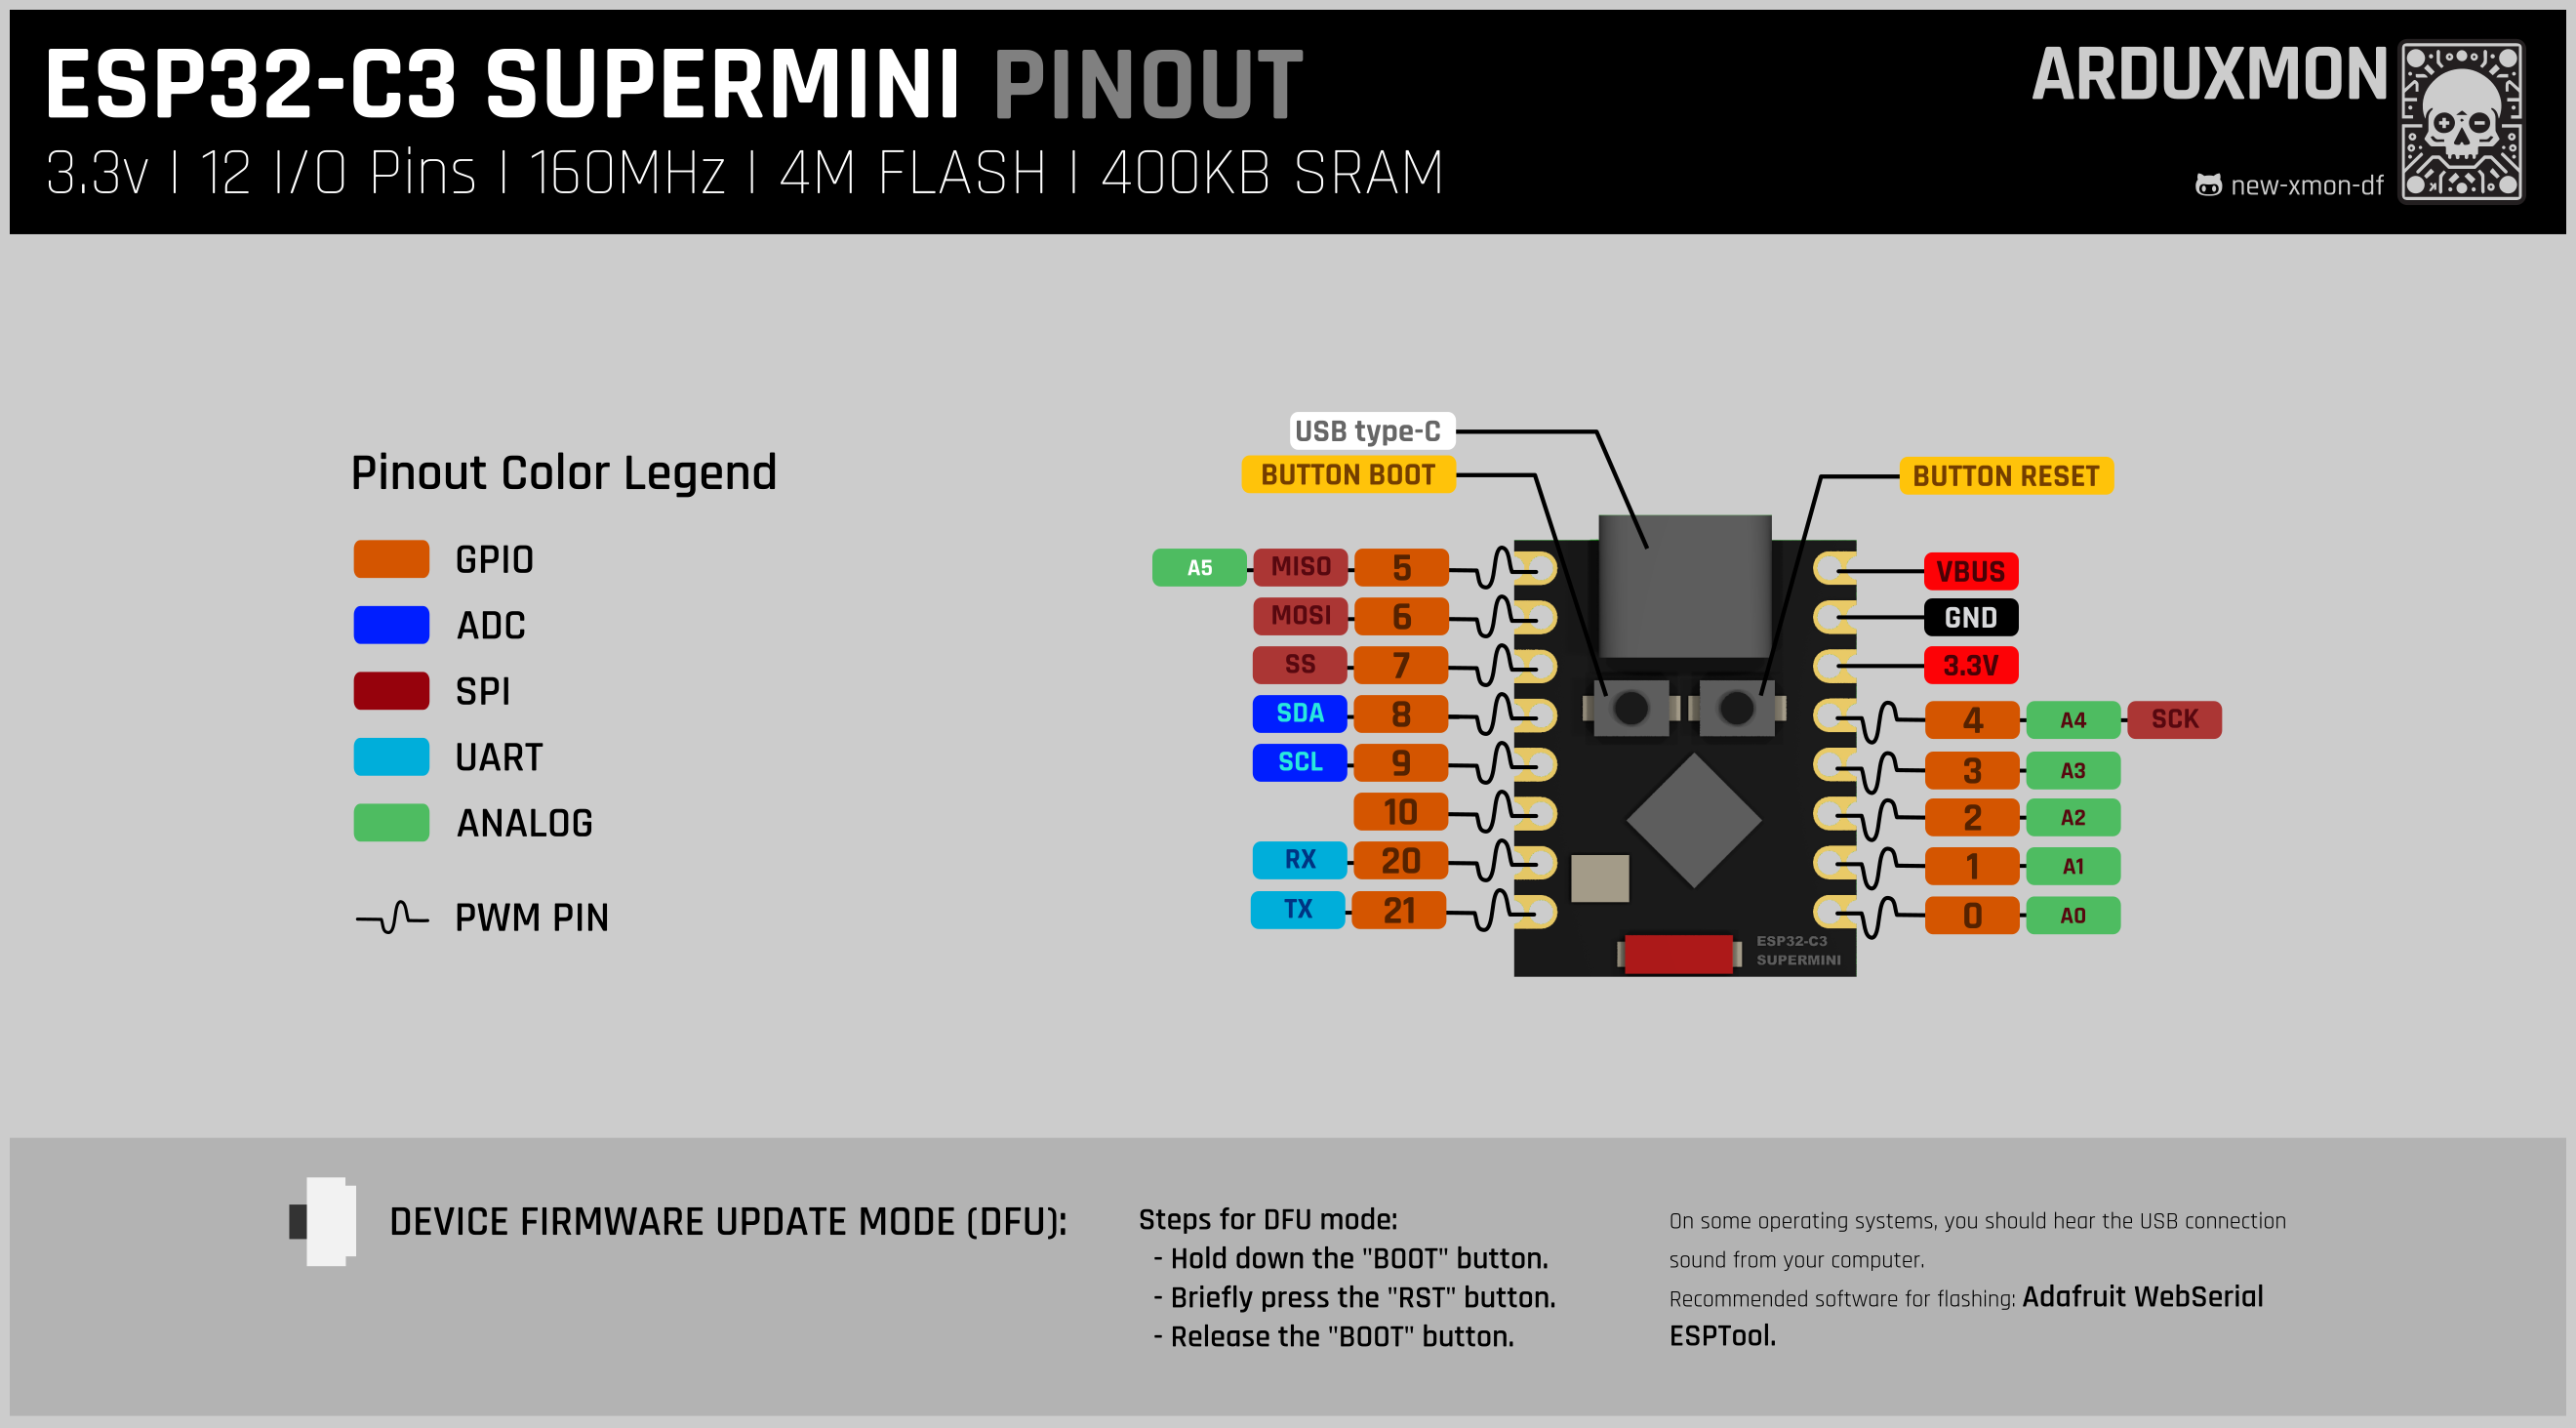 ESP32-C3 SUPERMINI PINOUT
3.3v | 12 I/O Pins | 160MHz | 4M FLASH | 400KB SRAM
ARDUXMON
new-xmon-df
Pinout Color Legend
GPIO
ADC
SPI
UART
ANALOG
PWM PIN
USB type-C
BUTTON BOOT
BUTTON RESET
A5 MISO 5
MOSI 6
SS 7
SDA 8
SCL 9
10
RX 20
TX 21
VBUS
GND
3.3V
4 A4 SCK
3 A3
2 A2
1 A1
0 A0
ESP32-C3
SUPERMINI
DEVICE FIRMWARE UPDATE MODE (DFU):
Steps for DFU mode:
- Hold down the "BOOT" button.
- Briefly press the "RST" button.
- Release the "BOOT" button.
On some operating systems, you should hear the USB connection
sound from your computer.
Recommended software for flashing: Adafruit WebSerial
ESPTool.